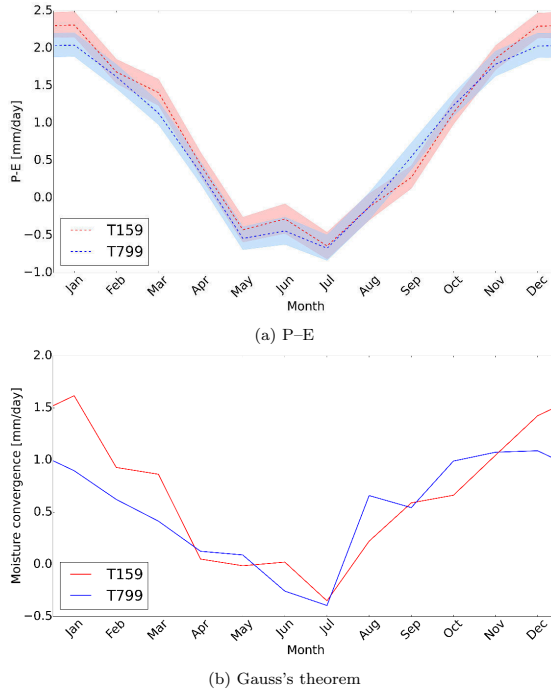 2.5
2.0
1.5
1.0
0.5
0.0
−0.5
−1.0
P-E [mm/day]
T159
T799
Jan Feb Mar Apr May Jun Jul Aug Sep Oct Nov Dec
Month
(a) P–E
2.0
1.5
1.0
0.5
0.0
−0.5
Moisture convergence [mm/day]
T159
T799
Jan Feb Mar Apr May Jun Jul Aug Sep Oct Nov Dec
Month
(b) Gauss's theorem